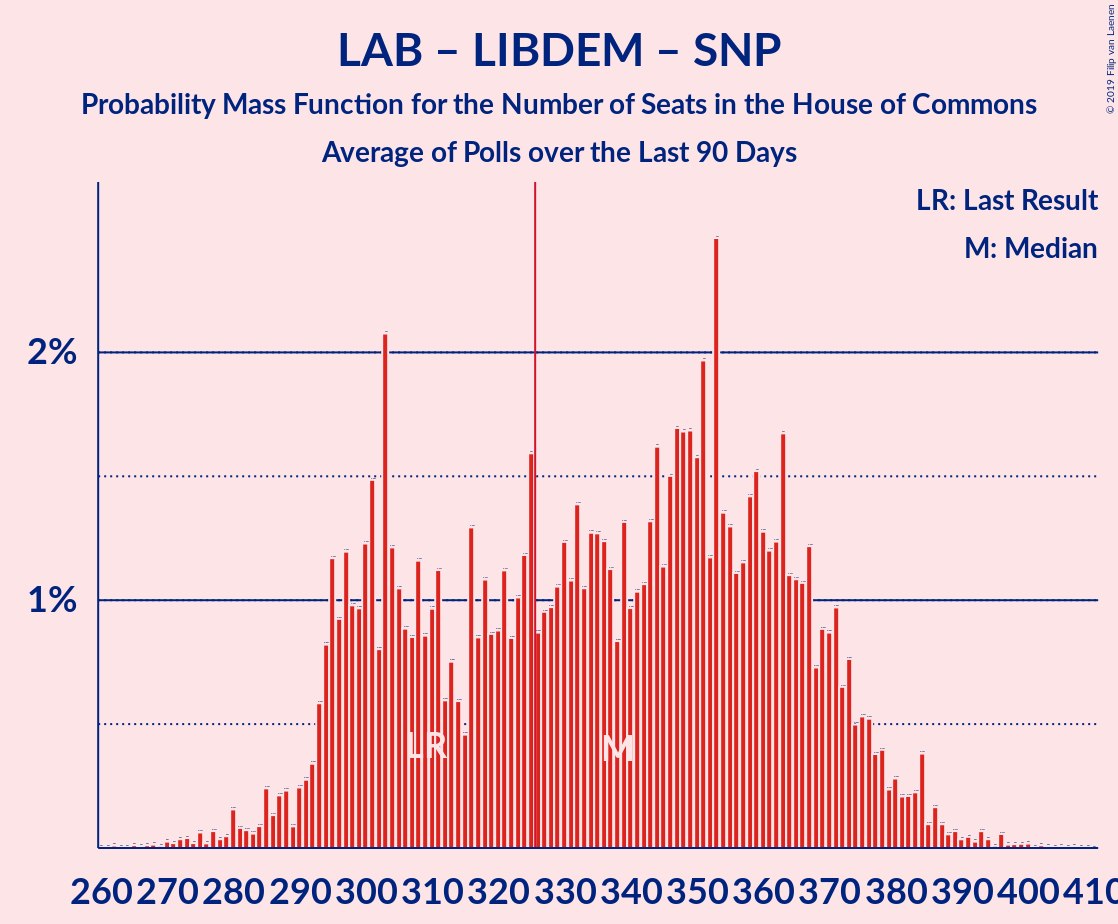 LAB – LIBDEM – SNP
Probability Mass Function for the Number of Seats in the House of Commons
Average of Polls over the Last 90 Days
© 2019 Filip van Laenen
LR: Last Result
M: Median
2%
1%
LR M
260 270 280 290 300 310 320 330 340 350 360 370 380 390 400 410